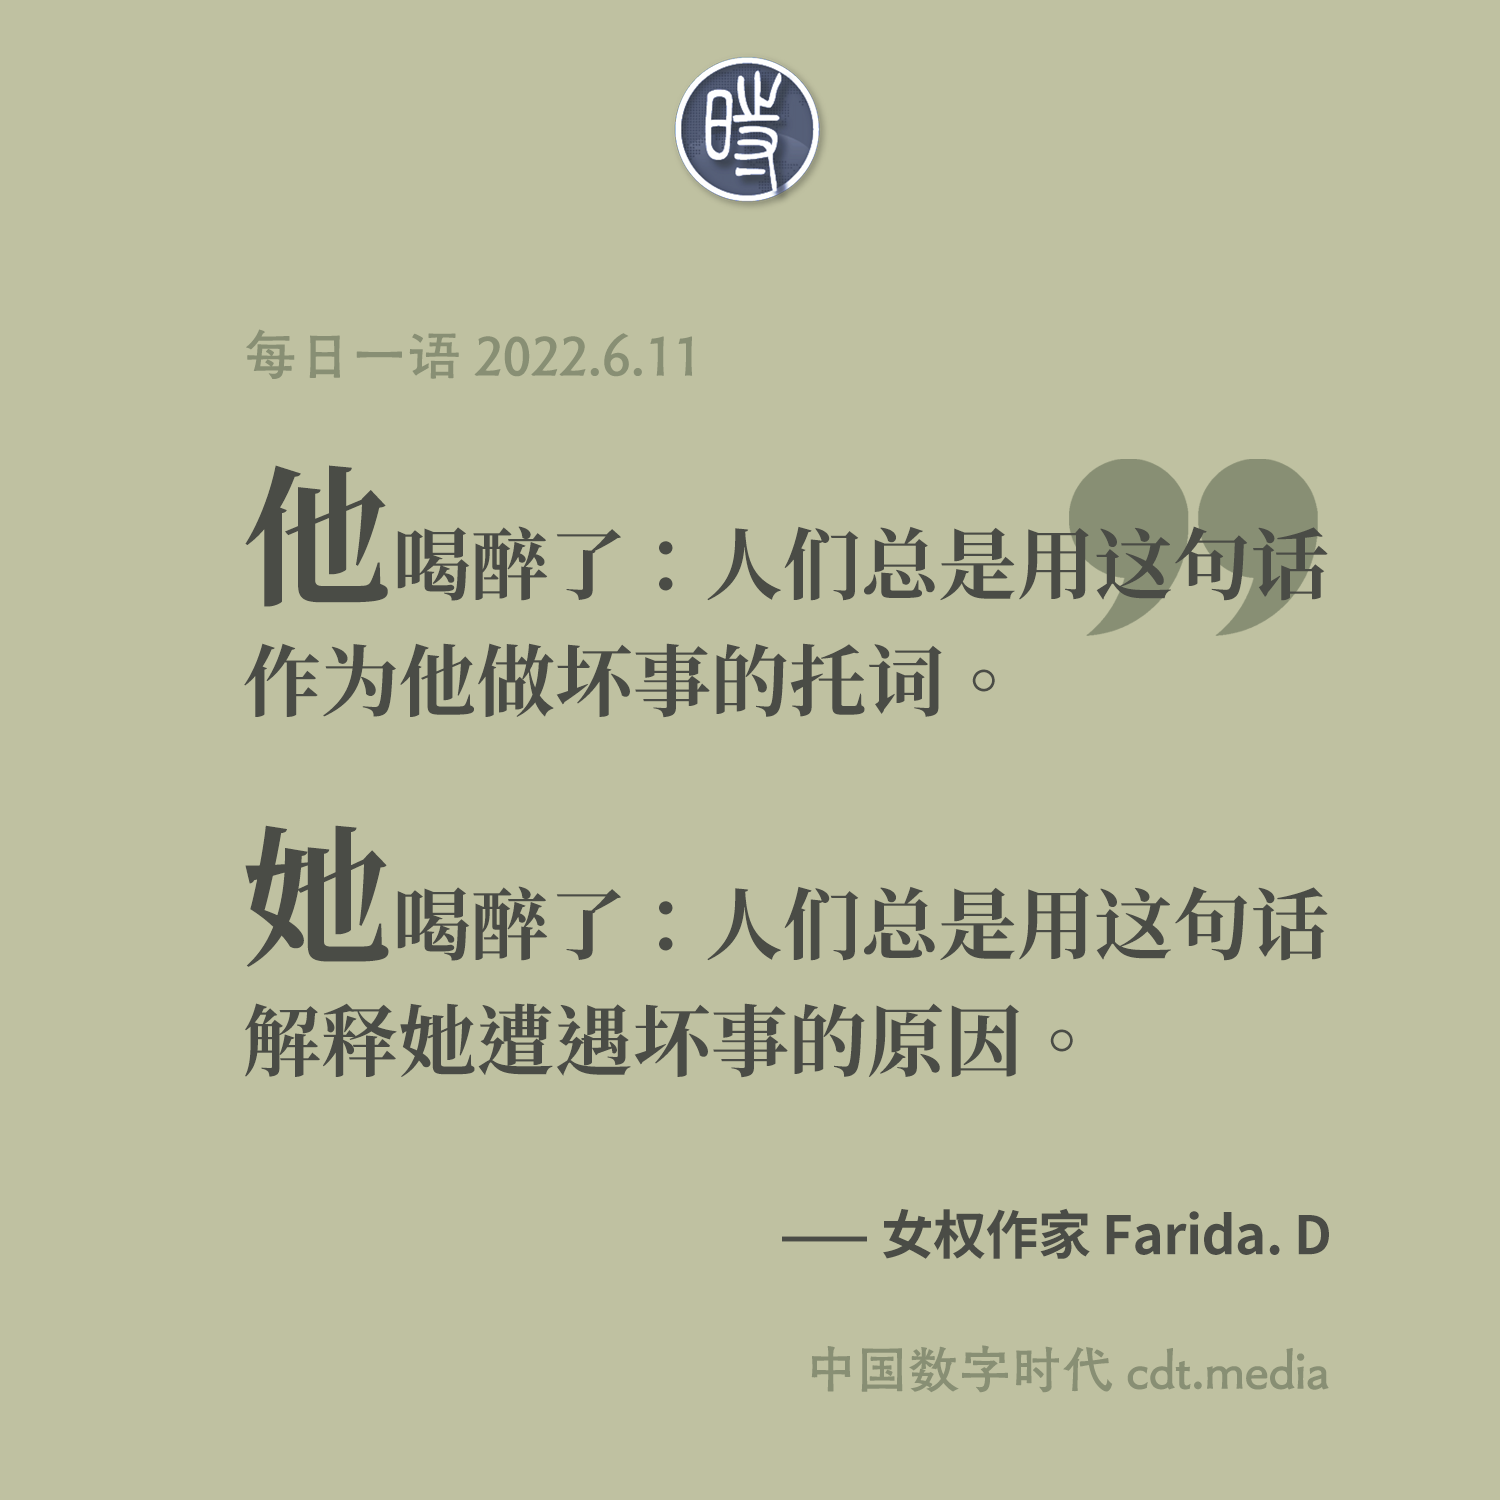 時
每日一语 2022.6.11
他喝醉了：人们总是用这句话
作为他做坏事的托词。
她喝醉了：人们总是用这句话
解释她遭遇坏事的原因。
—— 女权作家 Farida. D
中国数字时代 cdt.media